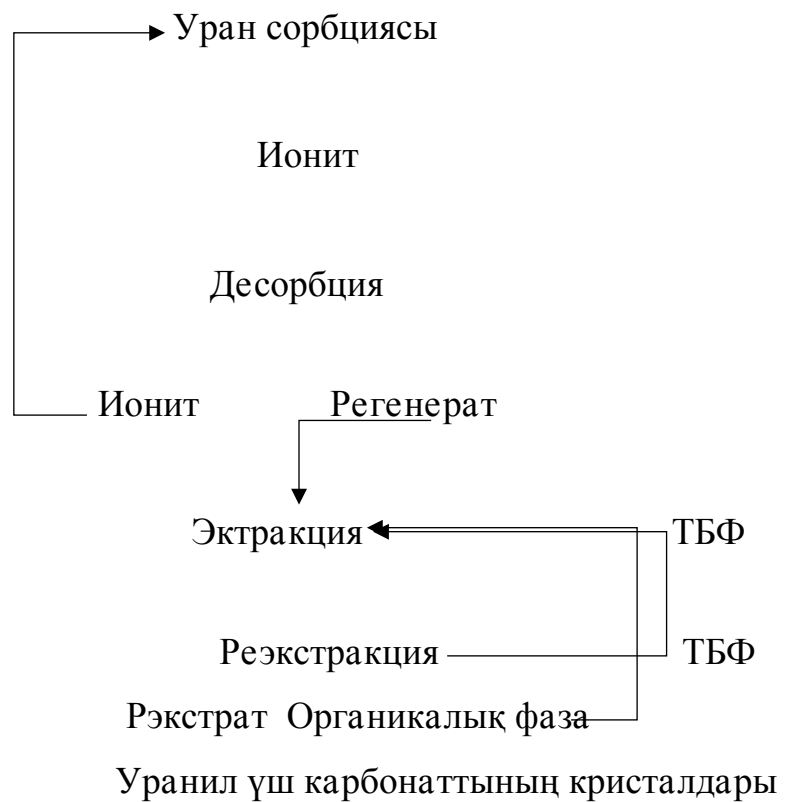 Уран сорбциясы
Ионит
Десорбция
Ионит Регенерат
Эктракция ТБФ
Реэкстракция ТБФ
Рэкстрат Органикалық фаза
Уранил үш карбонаттының кристалдары